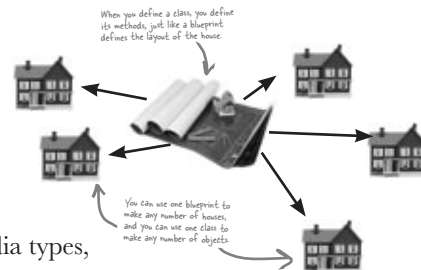 When you define a class, you define
its methods, just like a blueprint
defines the layout of the house.
You can use one blueprint to
make any number of houses,
and you can use one class to
make any number of objects.
lia types,